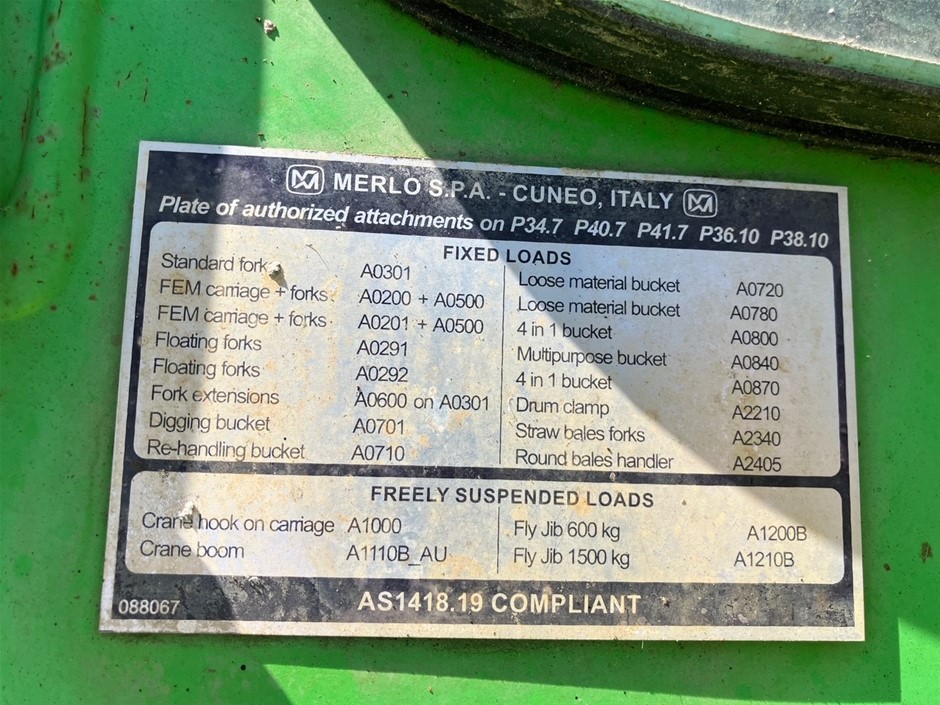 MERLO S.P.A. - CUNEO, ITALY
Plate of authorized attachments on P34.7 P40.7 P41.7 P36.10 P38.10
FIXED LOADS
Standard fork A0301
FEM carriage + forks A0200 + A0500
FEM carriage + forks A0201 + A0500
Floating forks A0291
Floating forks A0292
Fork extensions A0600 on A0301
Digging bucket A0701
Re-handling bucket A0710
Loose material bucket A0720
Loose material bucket A0780
4 in 1 bucket A0800
Multipurpose bucket A0840
4 in 1 bucket A0870
Drum clamp A2210
Straw bales forks A2340
Round bales handler A2405
FREELY SUSPENDED LOADS
Crane hook on carriage A1000
Crane boom A1110B_AU
Fly Jib 600 kg A1200B
Fly Jib 1500 kg A1210B
088067
AS1418.19 COMPLIANT